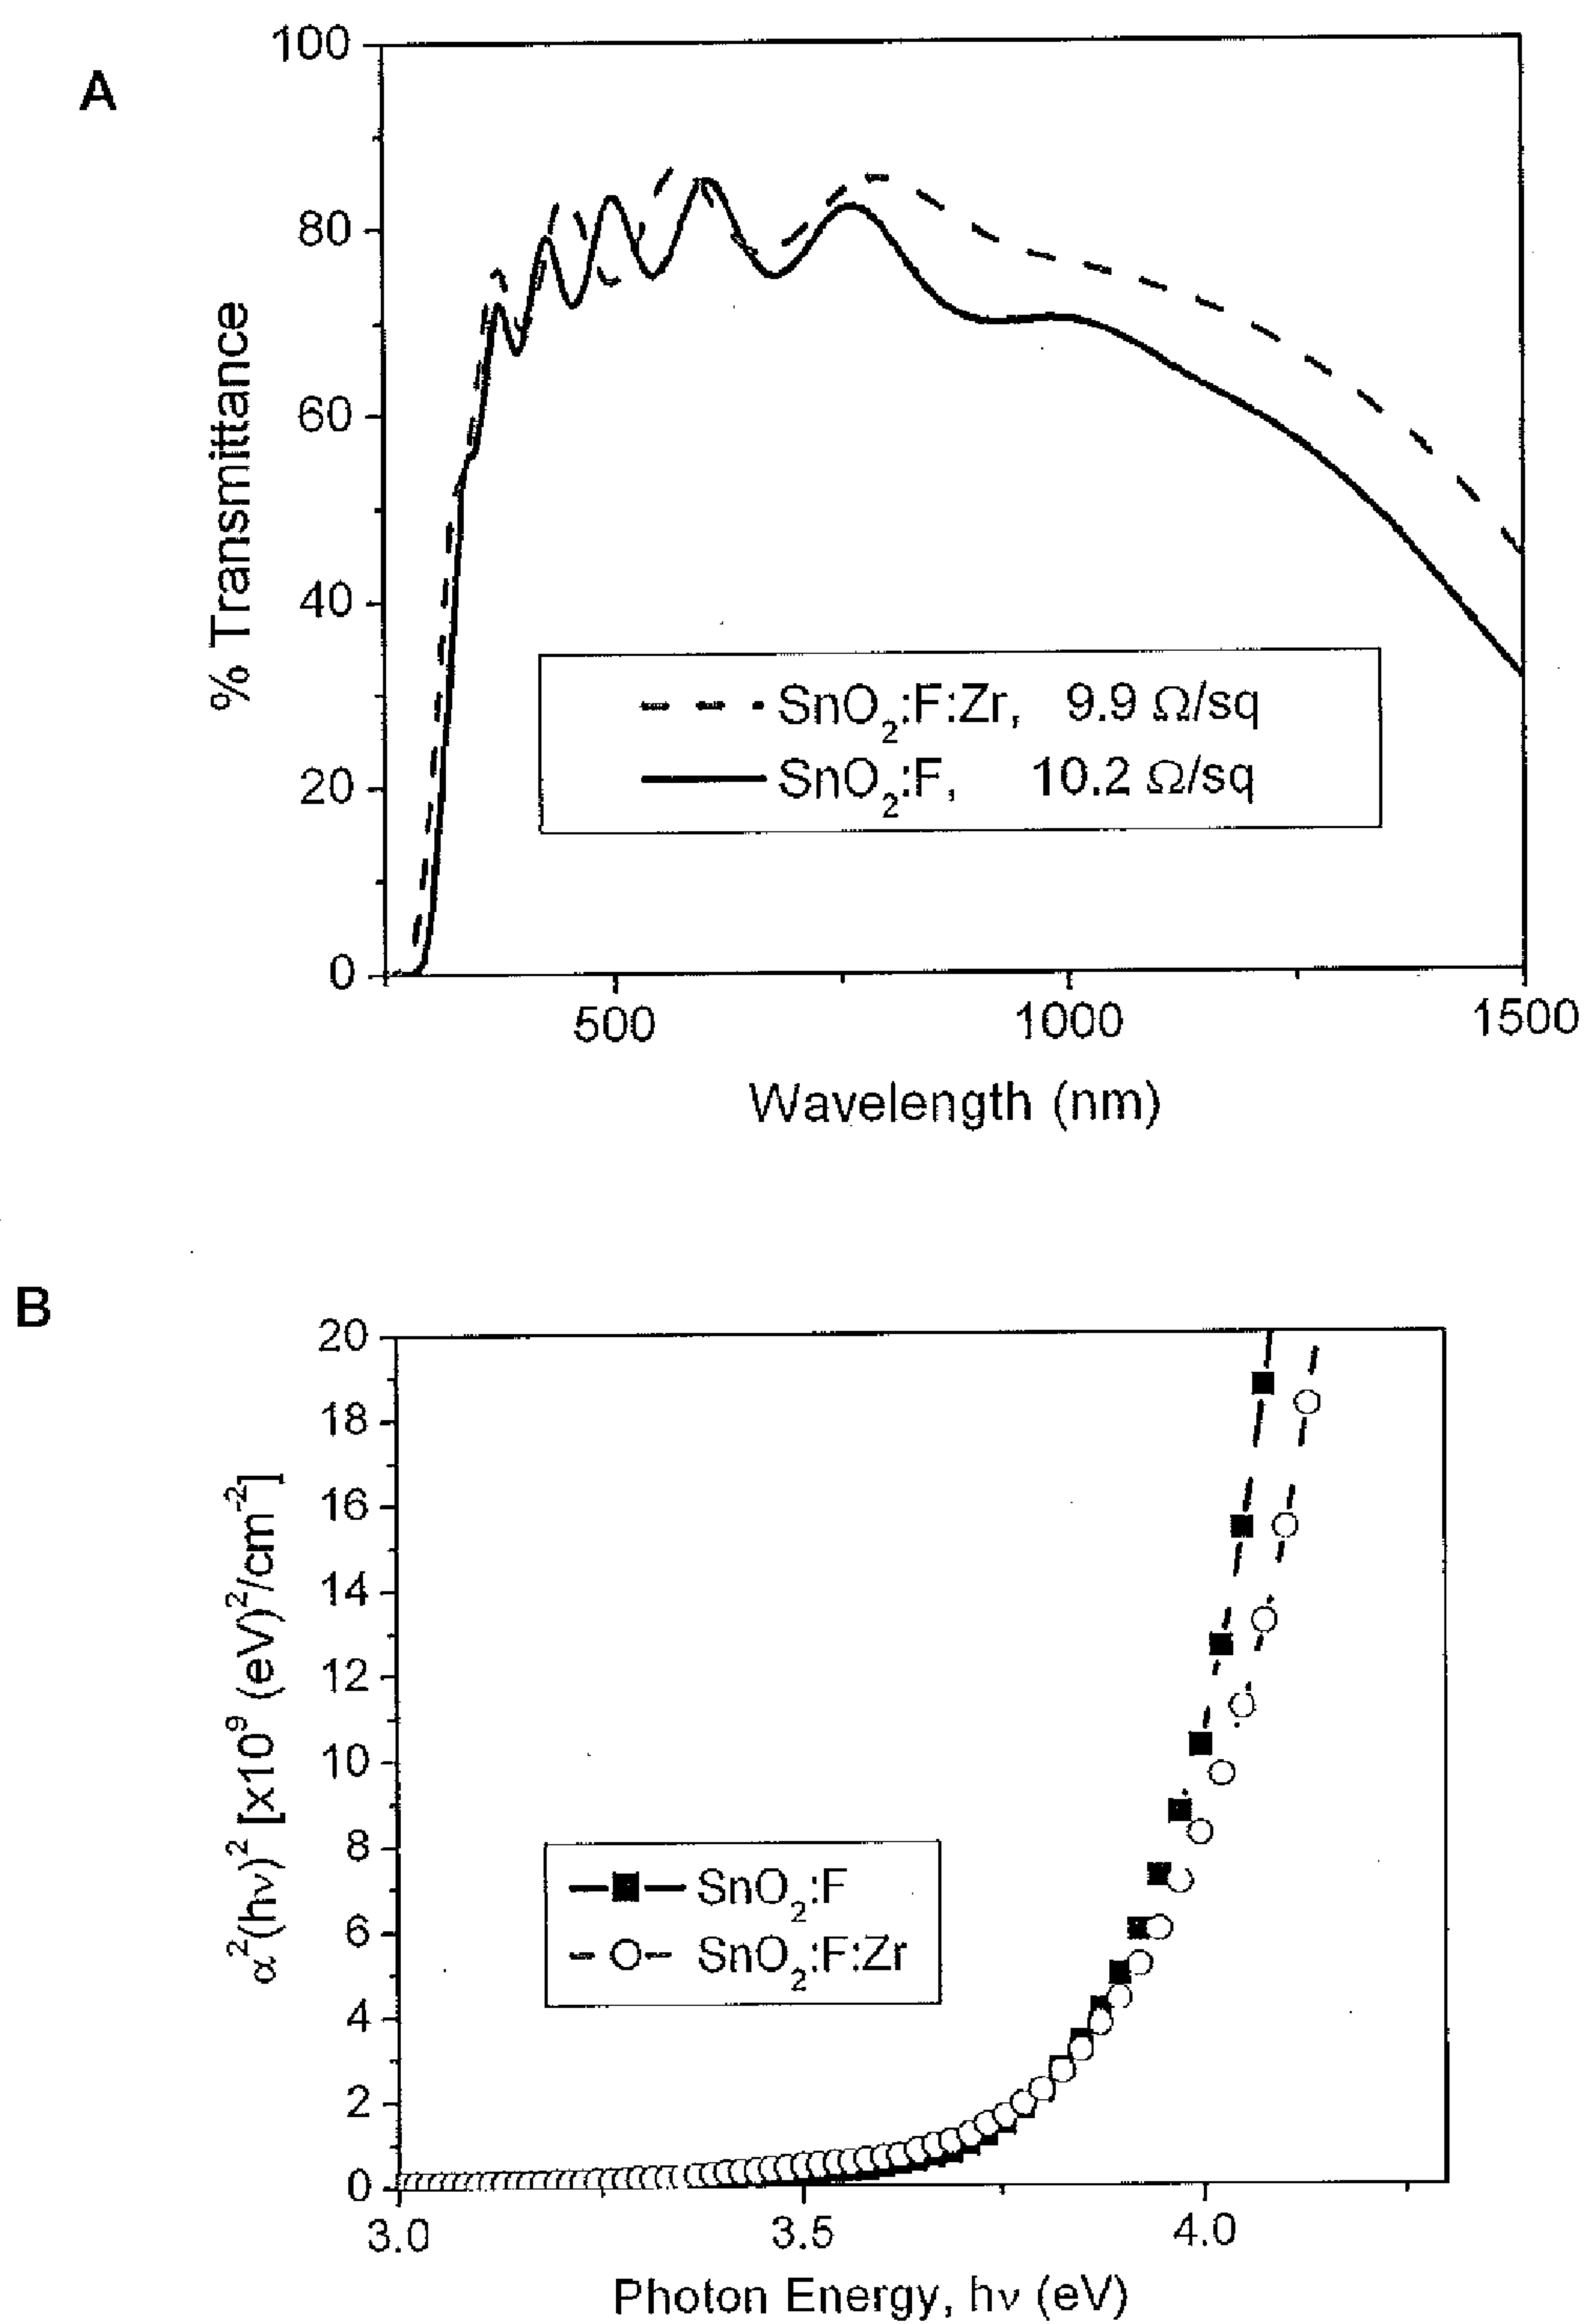 A
100
80
60
40
20
0
% Transmittance
SnO2:F:Zr, 9.9 Ω/sq
SnO2:F, 10.2 Ω/sq
500 1000 1500
Wavelength (nm)
B
20
18
16
14
12
10
8
6
4
2
0
α²(hν)² [x10⁹ (eV)²/cm⁻²]
SnO2:F
SnO2:F:Zr
3.0 3.5 4.0
Photon Energy, hν (eV)